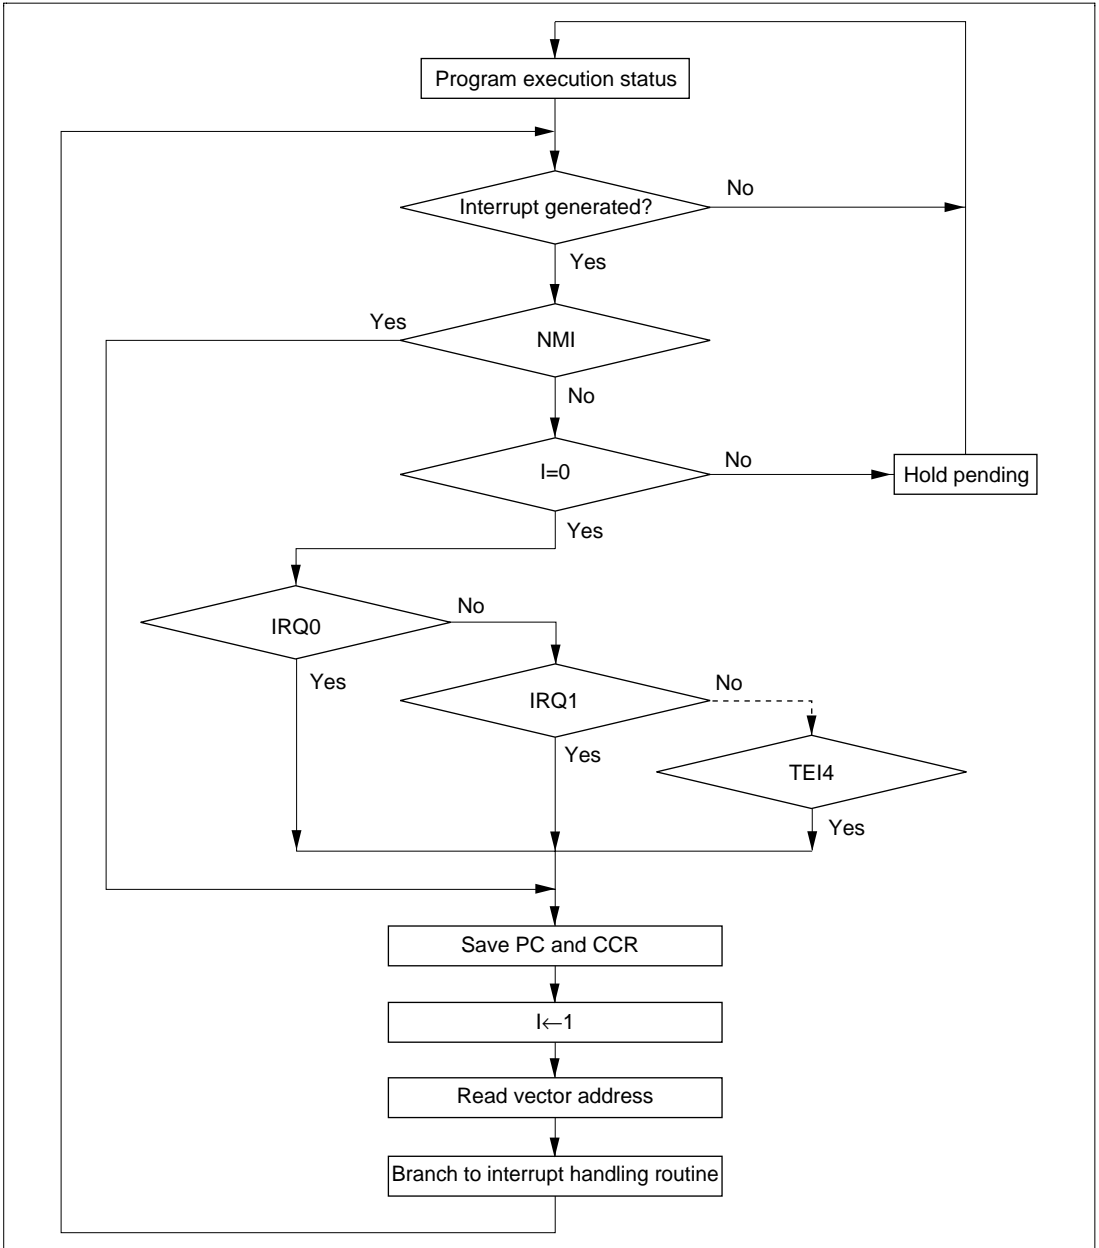 Program execution status
No
Interrupt generated?
Yes
Yes
NMI
No
No
I=0
Hold pending
Yes
No
IRQ0
Yes
No
IRQ1
Yes
TEI4
Yes
Save PC and CCR
I←1
Read vector address
Branch to interrupt handling routine